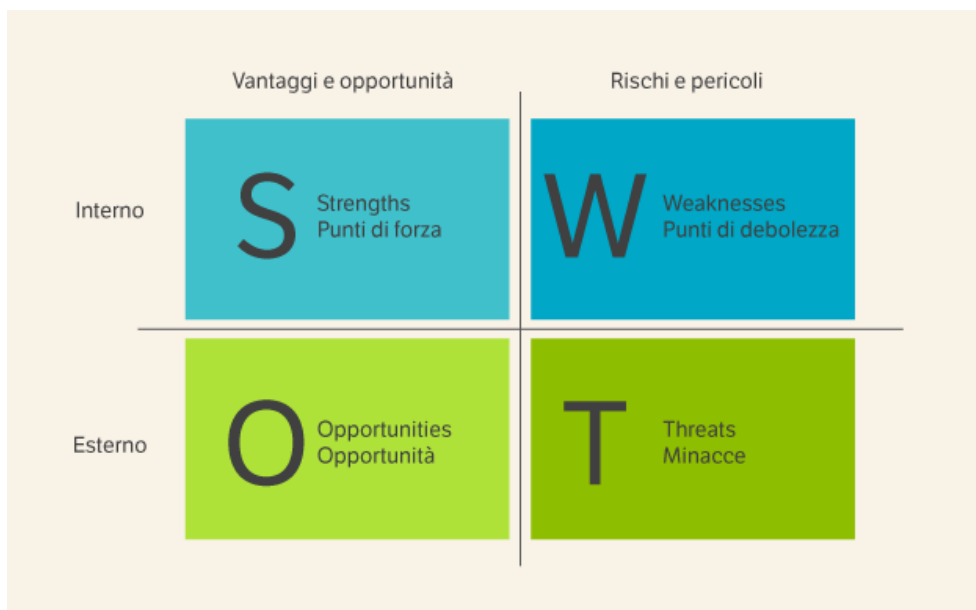 Vantaggi e opportunità
Rischi e pericoli
Interno
S
Strengths
Punti di forza
W
Weaknesses
Punti di debolezza
Esterno
O
Opportunities
Opportunità
T
Threats
Minacce